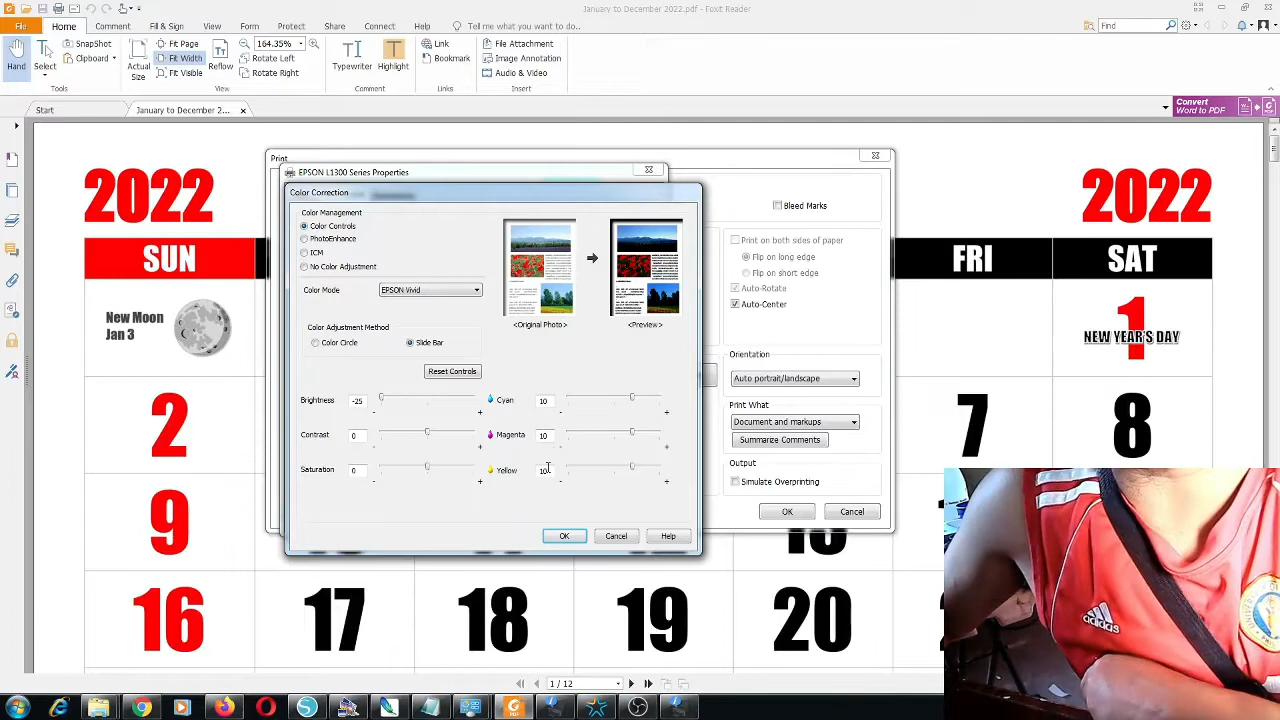 January to December 2022.pdf - Foxit Reader
File Home Comment Fill & Sign View Form Protect Share Connect Help Tell me what you want to do... Find
Hand
Select
SnapShot
Clipboard
Tools
Actual Size
Fit Page
Fit Width
Fit Visible
Reflow
164.35%
Rotate Left
Rotate Right
View
Typewriter
Highlight
Comment
Link
Bookmark
Links
File Attachment
Image Annotation
Audio & Video
Insert
Start
January to December 2...
Convert
Word to PDF
2022
2022
SUN
FRI
SAT
New Moon
Jan 3
1
NEW YEAR'S DAY
2
7
8
9
15
16
17
18
19
20
Print
Bleed Marks
Print on both sides of paper
Flip on long edge
Flip on short edge
Auto-Rotate
Auto-Center
Orientation
Auto portrait/landscape
Print What
Document and markups
Summarize Comments
Output
Simulate Overprinting
OK
Cancel
EPSON L1300 Series Properties
Color Correction
Color Management
Color Controls
PhotoEnhance
ICM
No Color Adjustment
Color Mode
EPSON Vivid
<Original Photo>
<Preview>
Color Adjustment Method
Color Circle
Slide Bar
Reset Controls
Brightness -25 - + Cyan 10 - +
Contrast 0 - + Magenta 10 - +
Saturation 0 - + Yellow 10 - +
OK
Cancel
Help
adidas
1 / 12